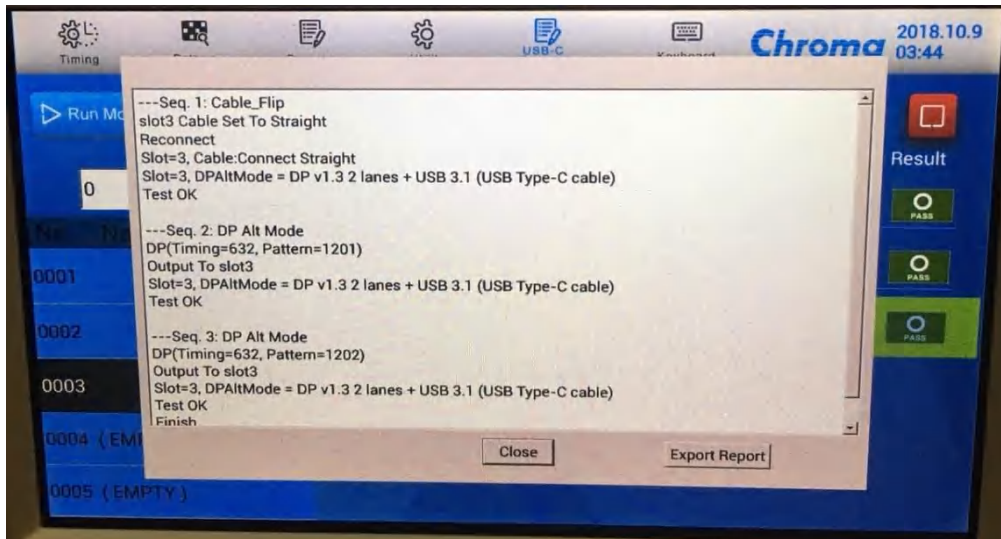 Timing
USB-C
Keyboard
Chroma
2018.10.9
03:44
Run Mo
Result
0
PASS
PASS
PASS
0001
0002
0003
0004 (EM
0005 (EMPTY)
---Seq. 1: Cable_Flip
slot3 Cable Set To Straight
Reconnect
Slot=3, Cable:Connect Straight
Slot=3, DPAltMode = DP v1.3 2 lanes + USB 3.1 (USB Type-C cable)
Test OK
---Seq. 2: DP Alt Mode
DP(Timing=632, Pattern=1201)
Output To slot3
Slot=3, DPAltMode = DP v1.3 2 lanes + USB 3.1 (USB Type-C cable)
Test OK
---Seq. 3: DP Alt Mode
DP(Timing=632, Pattern=1202)
Output To slot3
Slot=3, DPAltMode = DP v1.3 2 lanes + USB 3.1 (USB Type-C cable)
Test OK
Finish
Close
Export Report